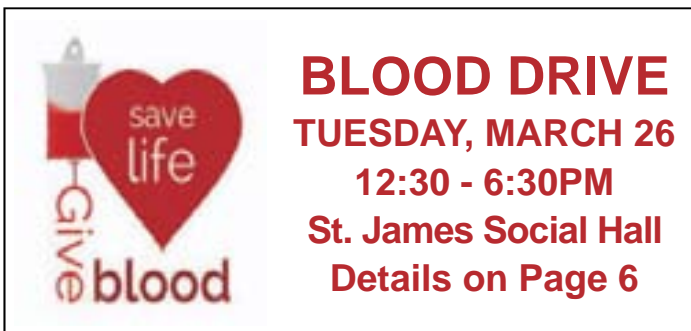 save
life
Give
blood
BLOOD DRIVE
TUESDAY, MARCH 26
12:30 - 6:30PM
St. James Social Hall
Details on Page 6